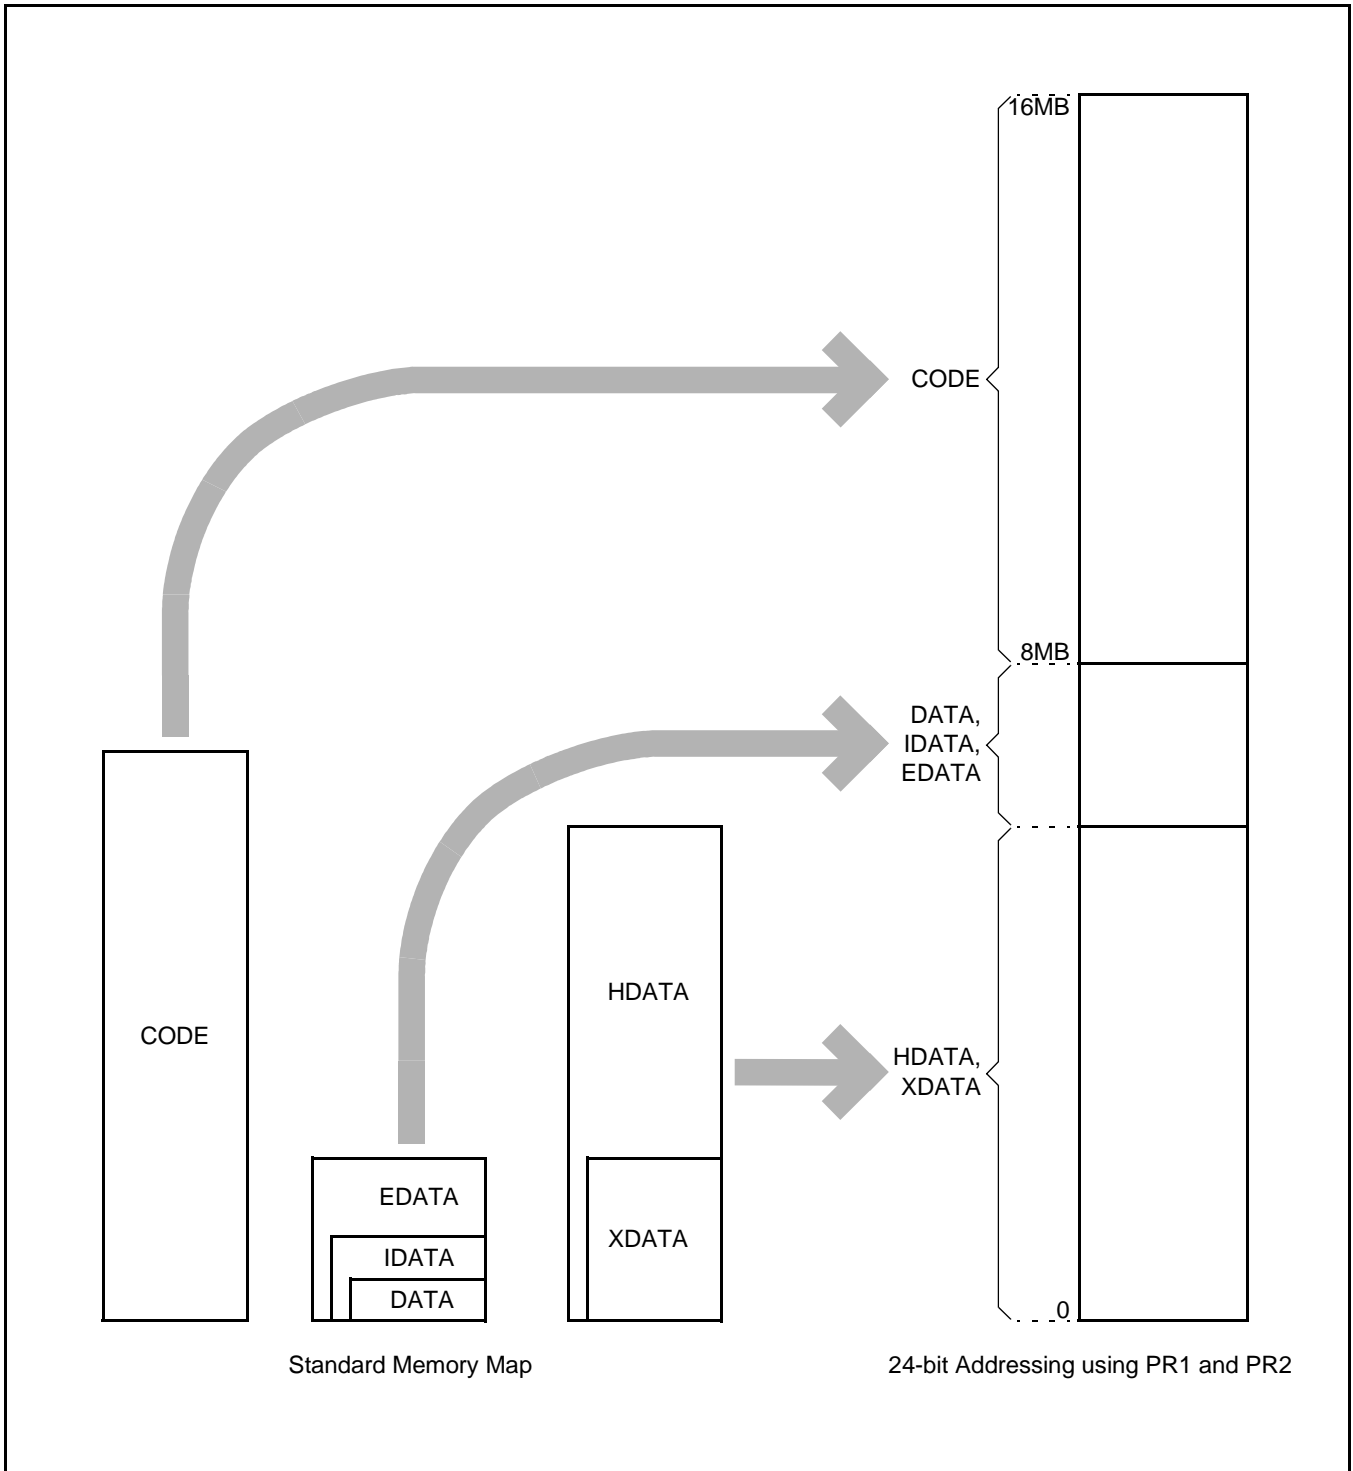 16MB
CODE
8MB
DATA,
IDATA,
EDATA
HDATA
CODE
HDATA,
XDATA
EDATA
XDATA
IDATA
DATA
0
Standard Memory Map
24-bit Addressing using PR1 and PR2